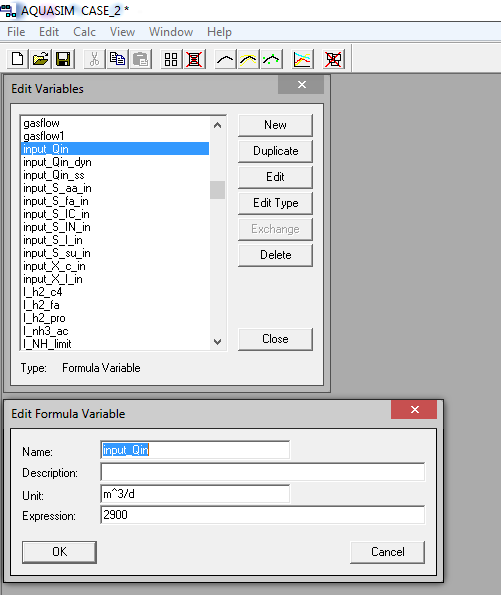 AQUASIM CASE_2 *
File Edit Calc View Window Help
Edit Variables
gasflow
gasflow1
input_Qin
input_Qin_dyn
input_Qin_ss
input_S_aa_in
input_S_fa_in
input_S_IC_in
input_S_IN_in
input_S_I_in
input_S_su_in
input_X_c_in
input_X_I_in
I_h2_c4
I_h2_fa
I_h2_pro
I_nh3_ac
I_NH_limit
New
Duplicate
Edit
Edit Type
Exchange
Delete
Close
Type: Formula Variable
Edit Formula Variable
Name: input_Qin
Description:
Unit: m^3/d
Expression: 2900
OK Cancel